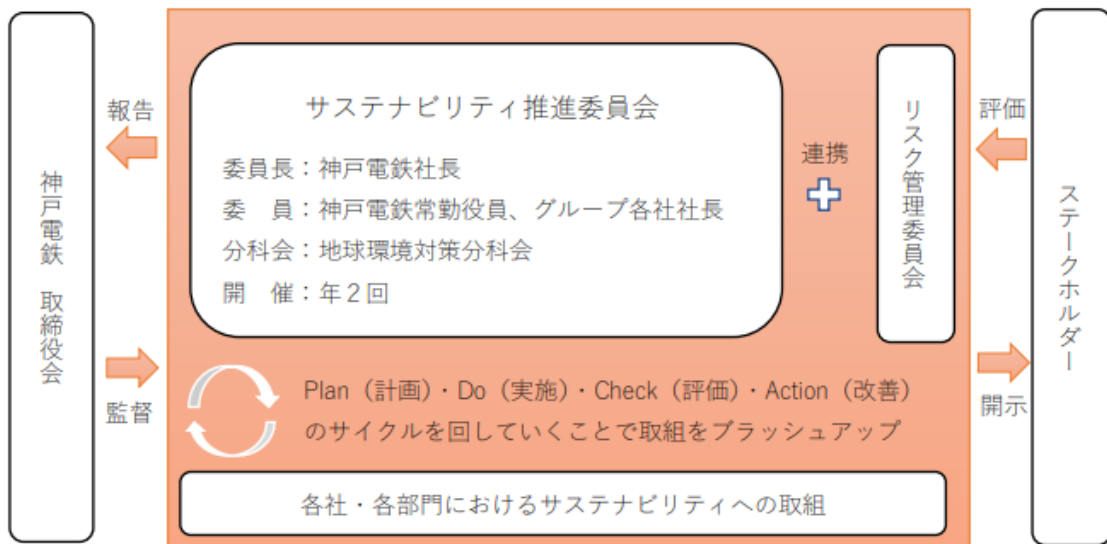 神戸電鉄　取締役会
報告
監督
サステナビリティ推進委員会
委員長：神戸電鉄社長
委　員：神戸電鉄常勤役員、グループ各社社長
分科会：地球環境対策分科会
開　催：年２回
連携
リスク管理委員会
Plan（計画）・Do（実施）・Check（評価）・Action（改善）
のサイクルを回していくことで取組をブラッシュアップ
各社・各部門におけるサステナビリティへの取組
評価
開示
ステークホルダー